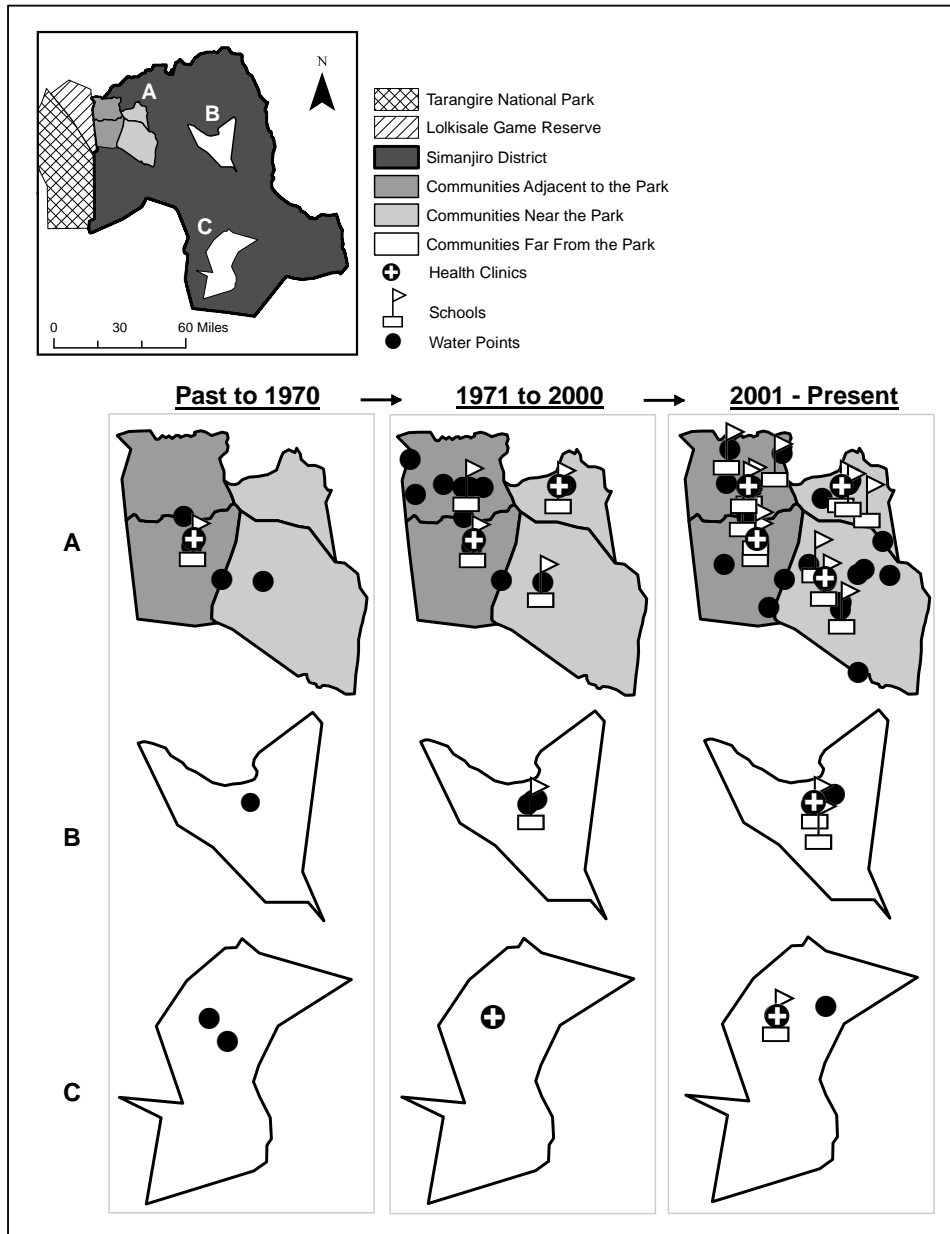 A
B
C
N
0 30 60 Miles
Tarangire National Park
Lolkisale Game Reserve
Simanjiro District
Communities Adjacent to the Park
Communities Near the Park
Communities Far From the Park
Health Clinics
Schools
Water Points
Past to 1970
1971 to 2000
2001 - Present
A
B
C